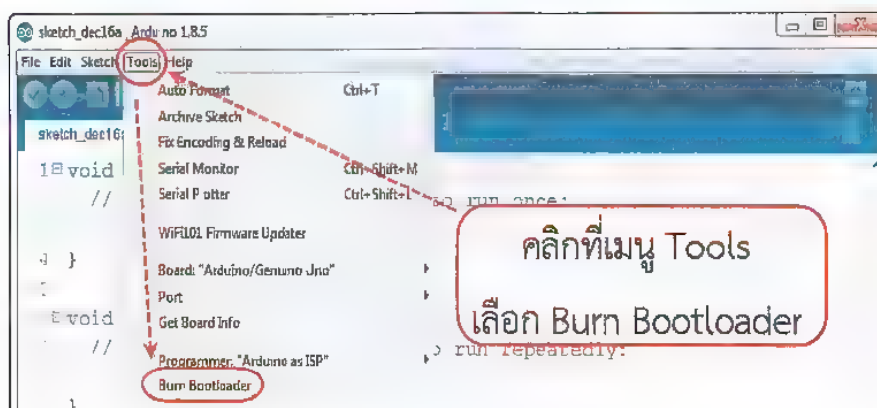 sketch_dec16a Arduino 1.8.5
File Edit Sketch Tools Help
Auto Format Ctrl+T
sketch_dec16a
Archive Sketch
Fix Encoding & Reload
1 void
Serial Monitor Ctrl+Shift+M
// Serial Plotter Ctrl+Shift+L to run once:
WiFi101 Firmware Updater
คลิกที่เมนู Tools
เลือก Burn Bootloader
4 }
Board: "Arduino/Genuino Uno"
Port
void
Get Board Info
// to run repeatedly:
Programmer: "Arduino as ISP"
Burn Bootloader
}